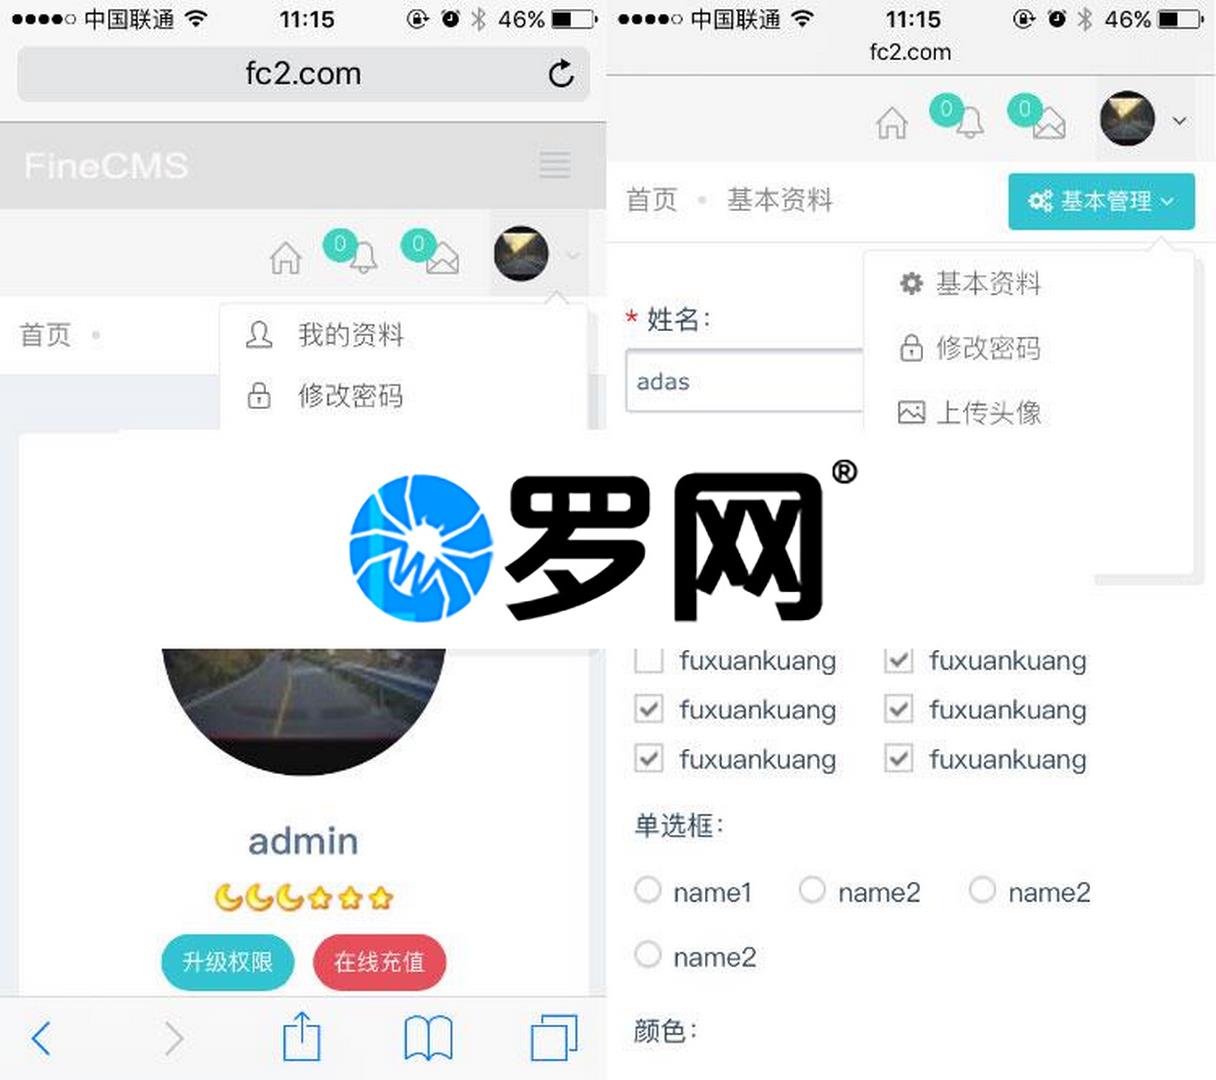 中国联通 11:15 46%
fc2.com
FineCMS
0 0
首页
我的资料
修改密码
admin
升级权限 在线充值
中国联通 11:15 46%
fc2.com
0 0
首页 基本资料 基本管理
基本资料
* 姓名:
修改密码
adas
上传头像
罗网®
fuxuankuang fuxuankuang
fuxuankuang fuxuankuang
fuxuankuang fuxuankuang
单选框:
name1 name2 name2
name2
颜色: